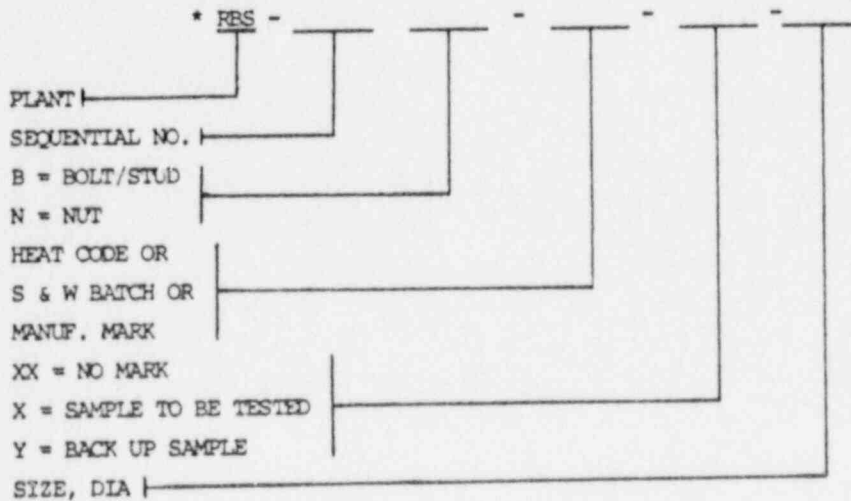 * RBS - ____ ____ - ____ - ____ - ____
PLANT
SEQUENTIAL NO.
B = BOLT/STUD
N = NUT
HEAT CODE OR
S & W BATCH OR
MANUF. MARK
XX = NO MARK
X = SAMPLE TO BE TESTED
Y = BACK UP SAMPLE
SIZE, DIA